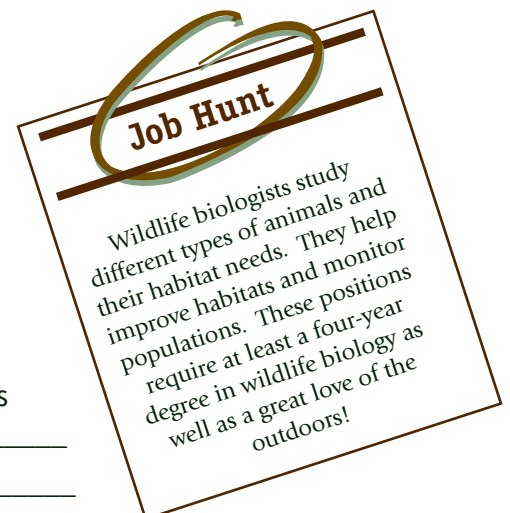 Job Hunt
Wildlife biologists study
different types of animals and
their habitat needs. They help
improve habitats and monitor
populations. These positions
require at least a four-year
degree in wildlife biology as
well as a great love of the
outdoors!
s